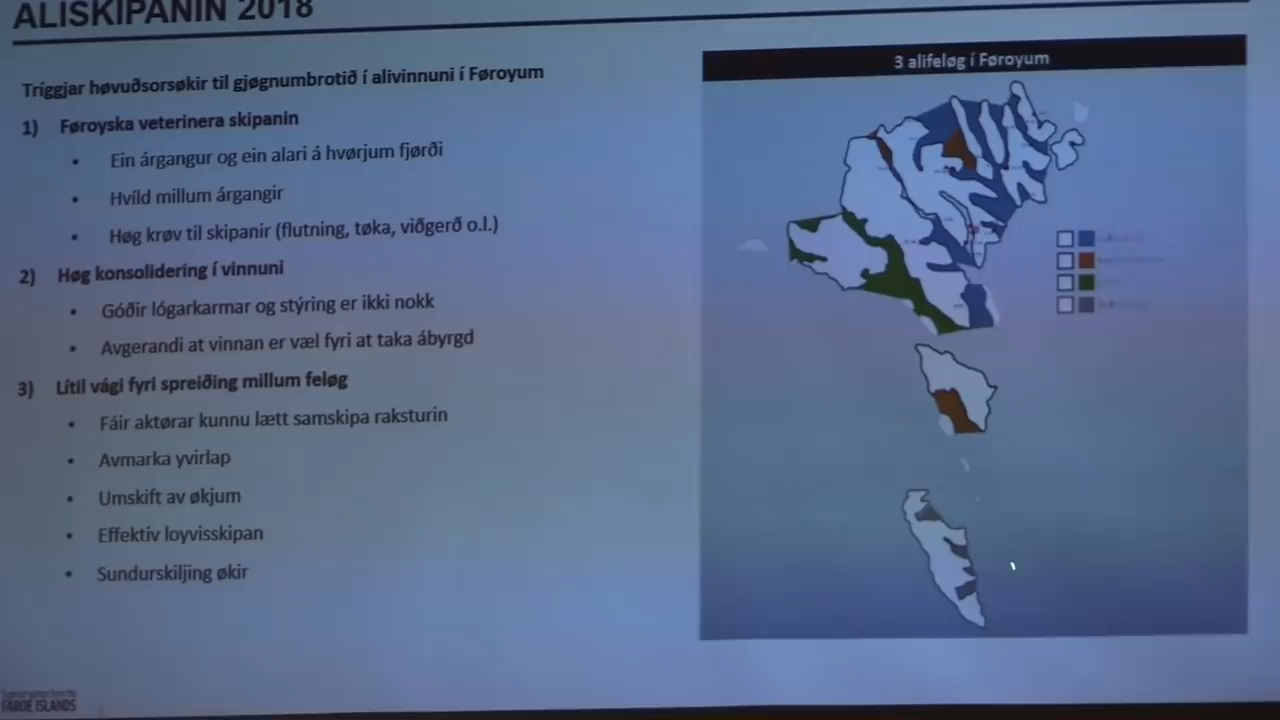 ALISKIPANIN 2018
Tríggjar høvuðsorsøkir til gjøgnumbrotið í alivinnuni í Føroyum
1) Føroyska veterinera skipanin
• Ein árgangur og ein alari á hvørjum fjørði
• Hvíld millum árgangir
• Høg krøv til skipanir (flutning, tøka, viðgerð o.l.)
2) Høg konsolidering í vinnuni
• Góðir lógarkarmar og stýring er ikki nokk
• Avgerandi at vinnan er væl fyri at taka ábyrgd
3) Lítil vági fyri spreiðing millum feløg
• Fáir aktørar kunnu lætt samskipa raksturin
• Avmarka yvirlap
• Umskift av økjum
• Effektiv loyvisskipan
• Sundurskiljing økir
3 alifeløg í Føroyum
FAROE ISLANDS